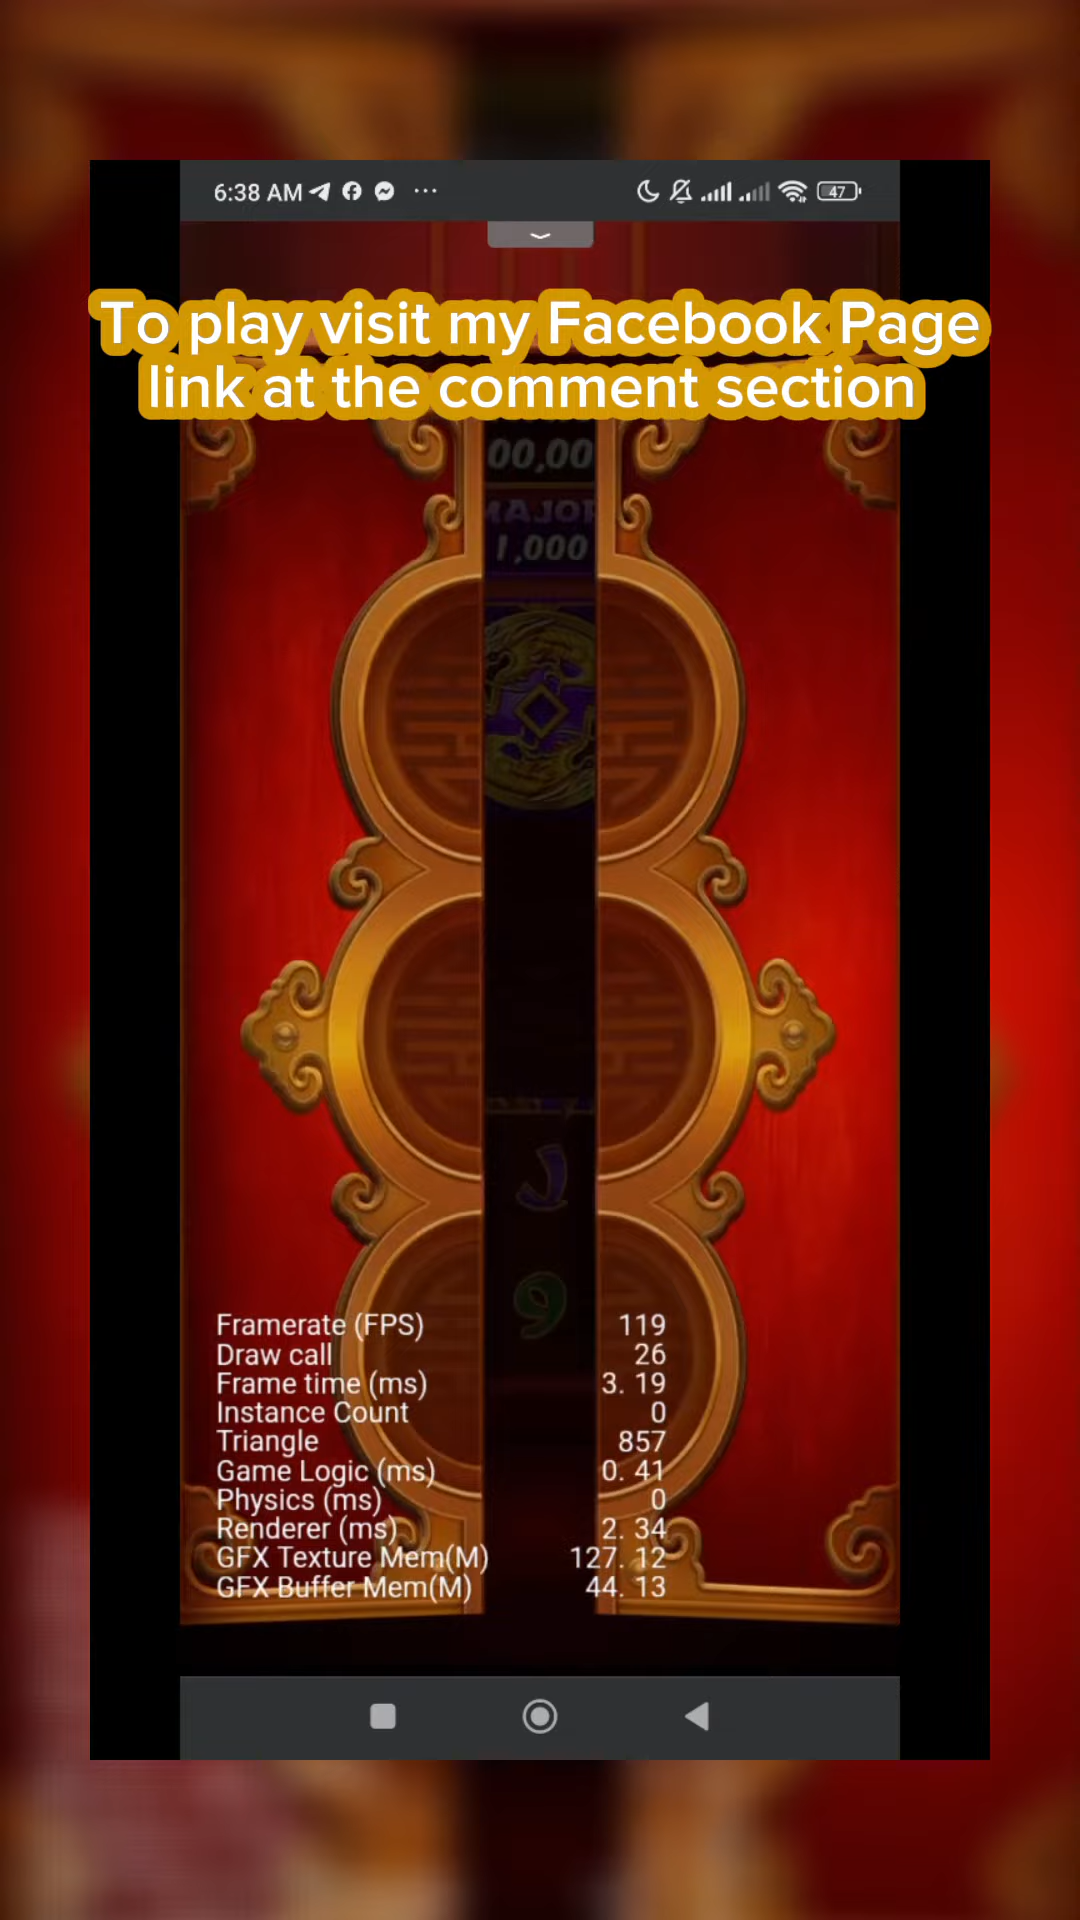 6:38 AM
47
To play visit my Facebook Page
link at the comment section
00,00
MAJOR
1,000
J
9
Framerate (FPS) 119
Draw call 26
Frame time (ms) 3. 19
Instance Count 0
Triangle 857
Game Logic (ms) 0. 41
Physics (ms) 0
Renderer (ms) 2. 34
GFX Texture Mem(M) 127. 12
GFX Buffer Mem(M) 44. 13